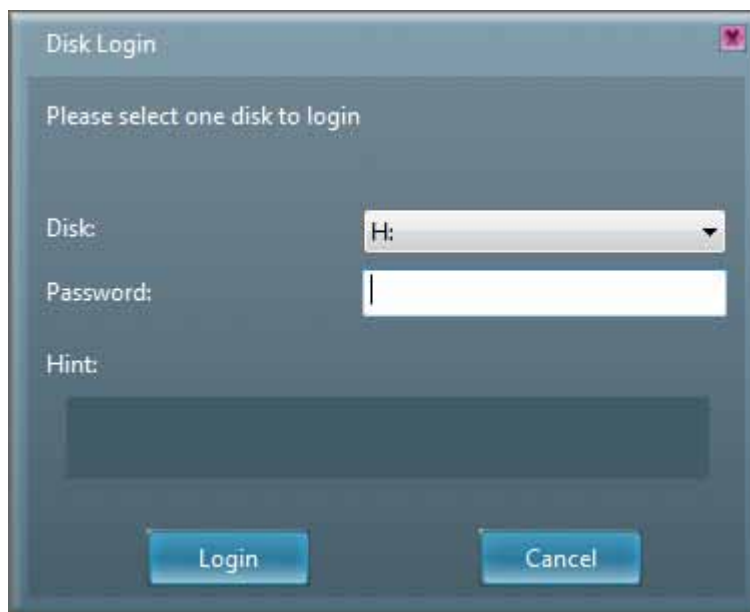 Disk Login
Please select one disk to login
Disk: H:
Password:
Hint:
Login Cancel